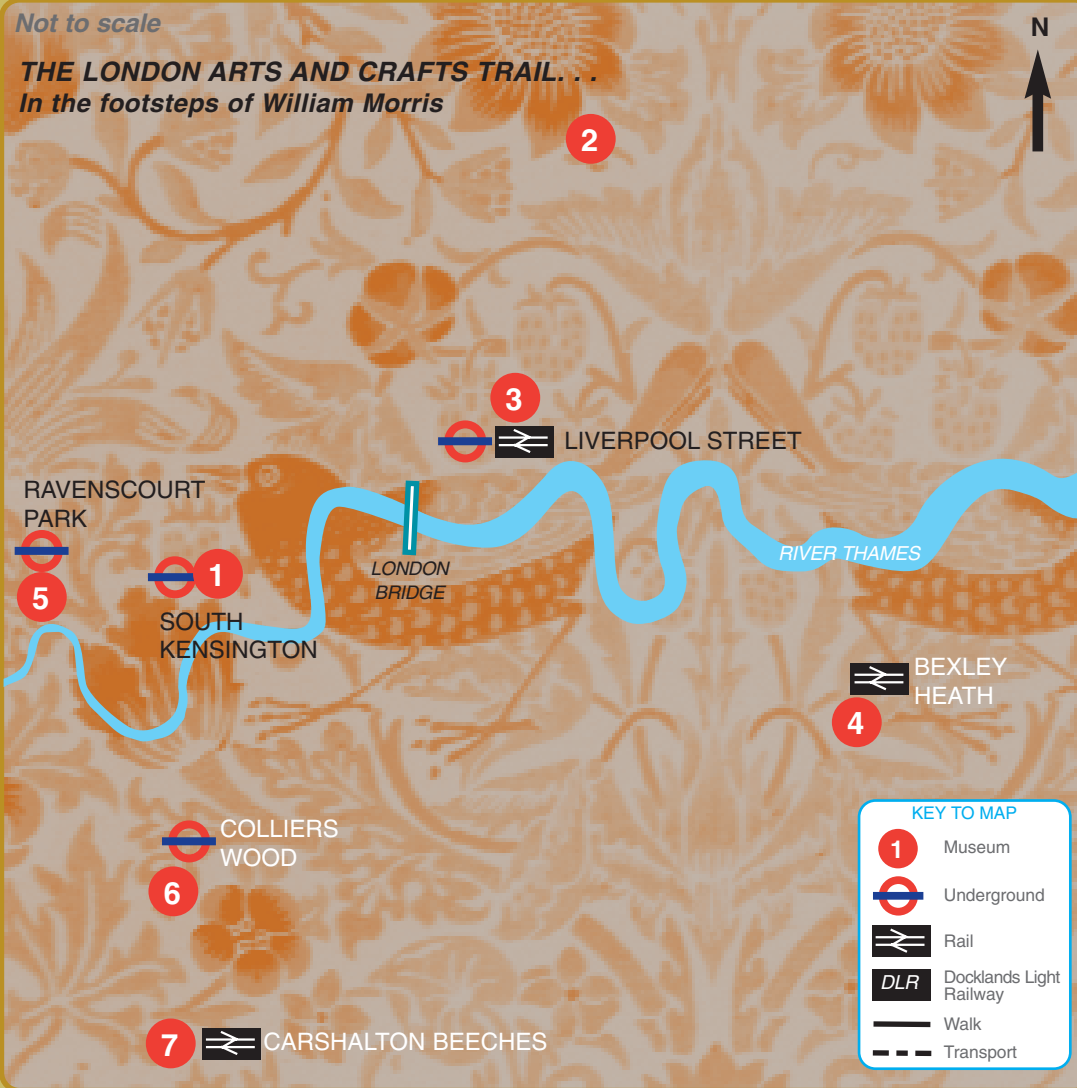 Not to scale
N
THE LONDON ARTS AND CRAFTS TRAIL. . .
In the footsteps of William Morris
2
3
LIVERPOOL STREET
RAVENSCOURT
PARK
5
1
SOUTH
KENSINGTON
LONDON
BRIDGE
RIVER THAMES
BEXLEY
HEATH
4
COLLIERS
WOOD
6
7
CARSHALTON BEECHES
KEY TO MAP
1 Museum
Underground
Rail
DLR Docklands Light
Railway
Walk
Transport